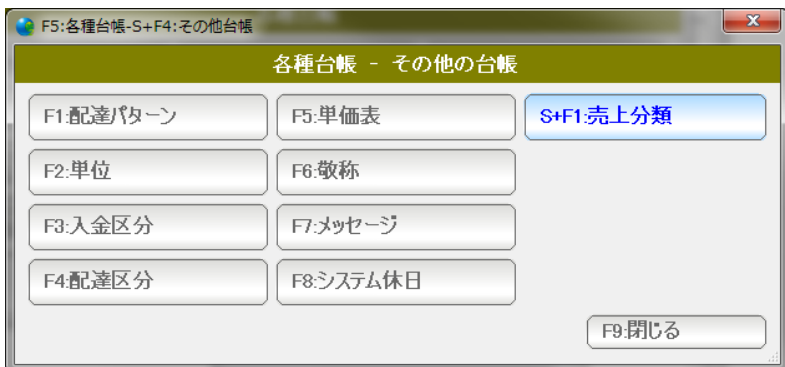 F5:各種台帳-S+F4:その他台帳
各種台帳 - その他の台帳
F1:配達パターン
F5:単価表
S+F1:売上分類
F2:単位
F6:敬称
F3:入金区分
F7:メッセージ
F4:配達区分
F8:システム休日
F9:閉じる